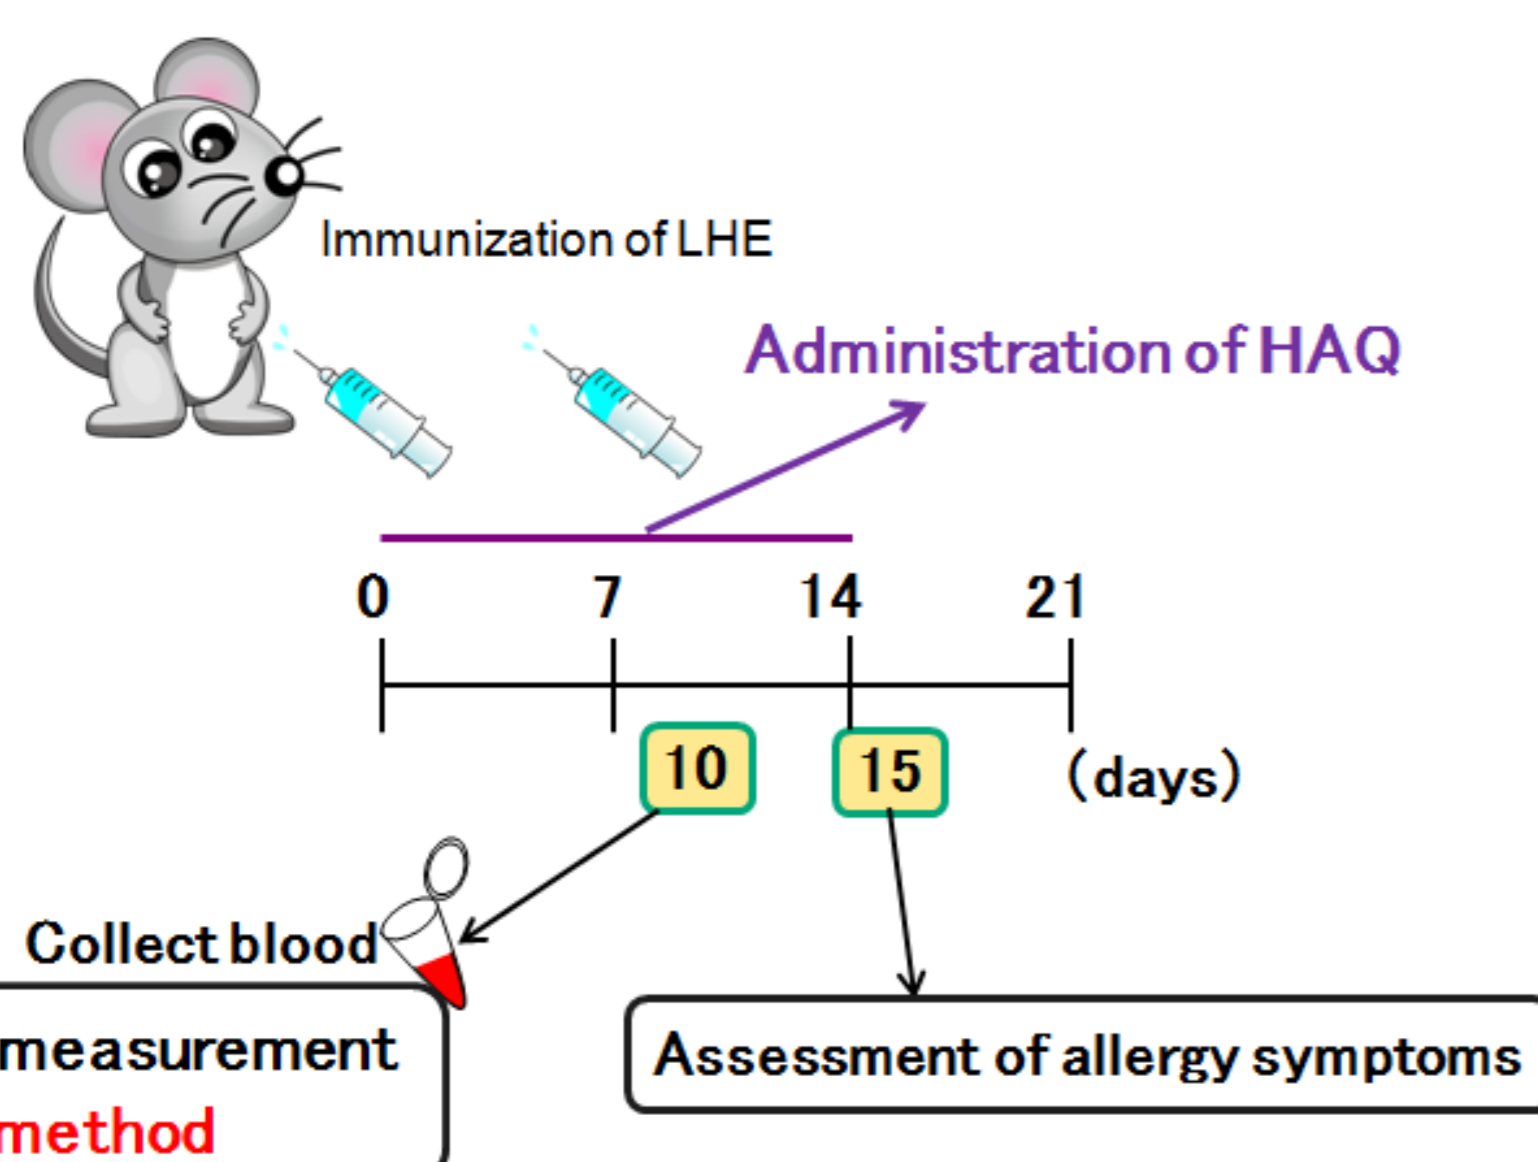 Immunization of LHE
Administration of HAQ
0 7 14 21
10 15 (days)
Collect blood
measurement
method
Assessment of allergy symptoms